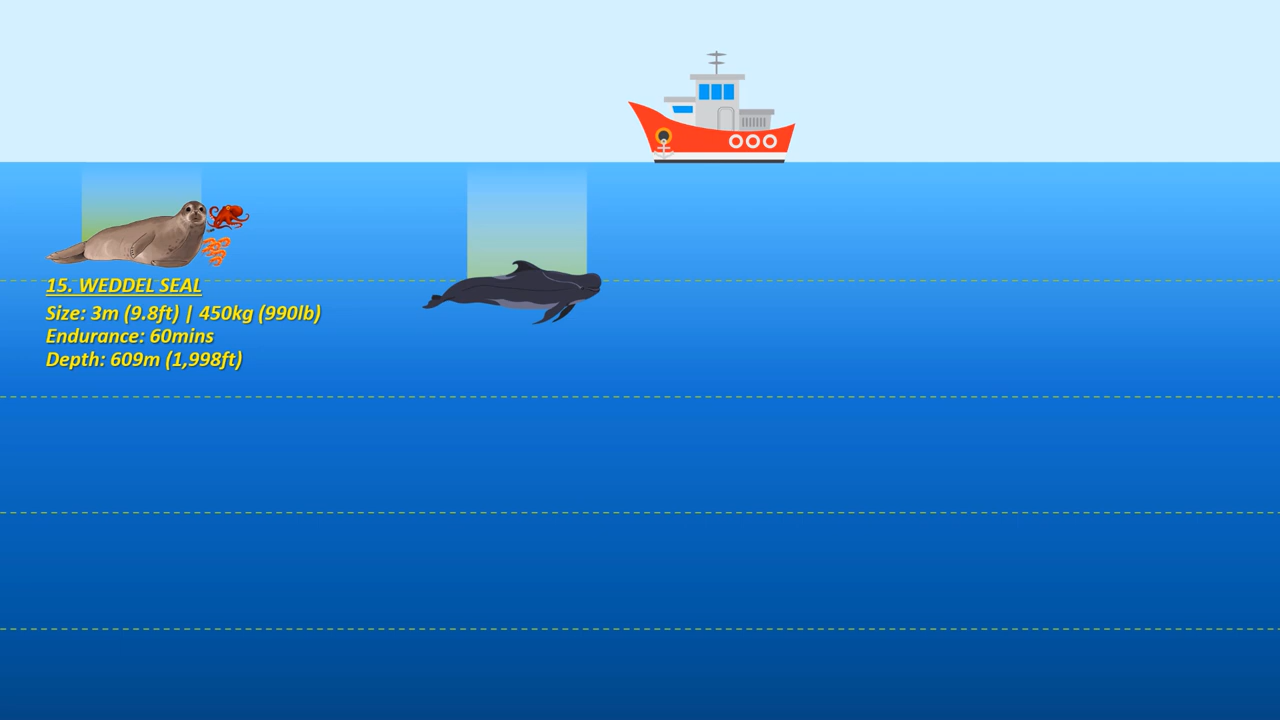 15. WEDDEL SEAL
Size: 3m (9.8ft) | 450kg (990lb)
Endurance: 60mins
Depth: 609m (1,998ft)